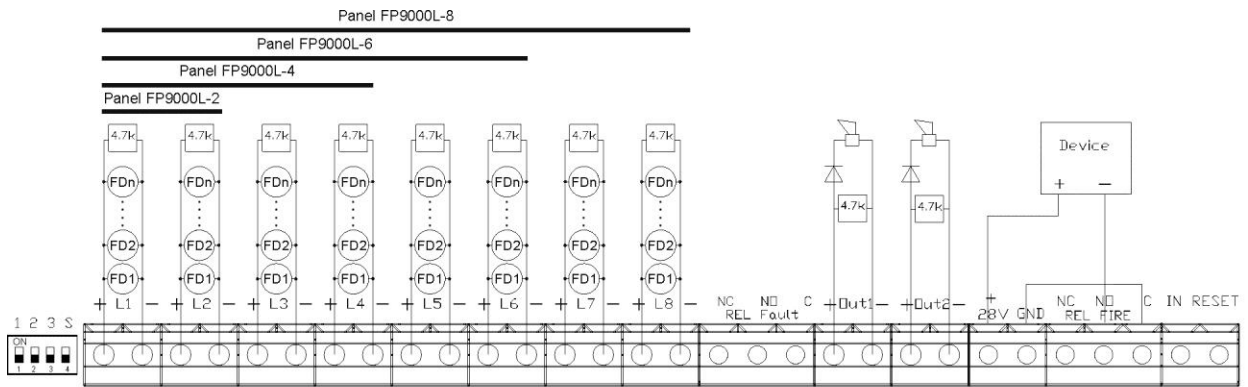 Panel FP9000L-8
Panel FP9000L-6
Panel FP9000L-4
Panel FP9000L-2
4.7k 4.7k 4.7k 4.7k 4.7k 4.7k 4.7k 4.7k
Device
FDn FDn FDn FDn FDn FDn FDn FDn
+ −
4.7k 4.7k
FD2 FD2 FD2 FD2 FD2 FD2 FD2 FD2
FD1 FD1 FD1 FD1 FD1 FD1 FD1 FD1
+ L1 − + L2 − + L3 − + L4 − + L5 − + L6 − + L7 − + L8 − NC NO C +Out1− +Out2− + NC NO C IN RESET
REL Fault 28V GND REL FIRE
1 2 3 S
ON
1 2 3 4